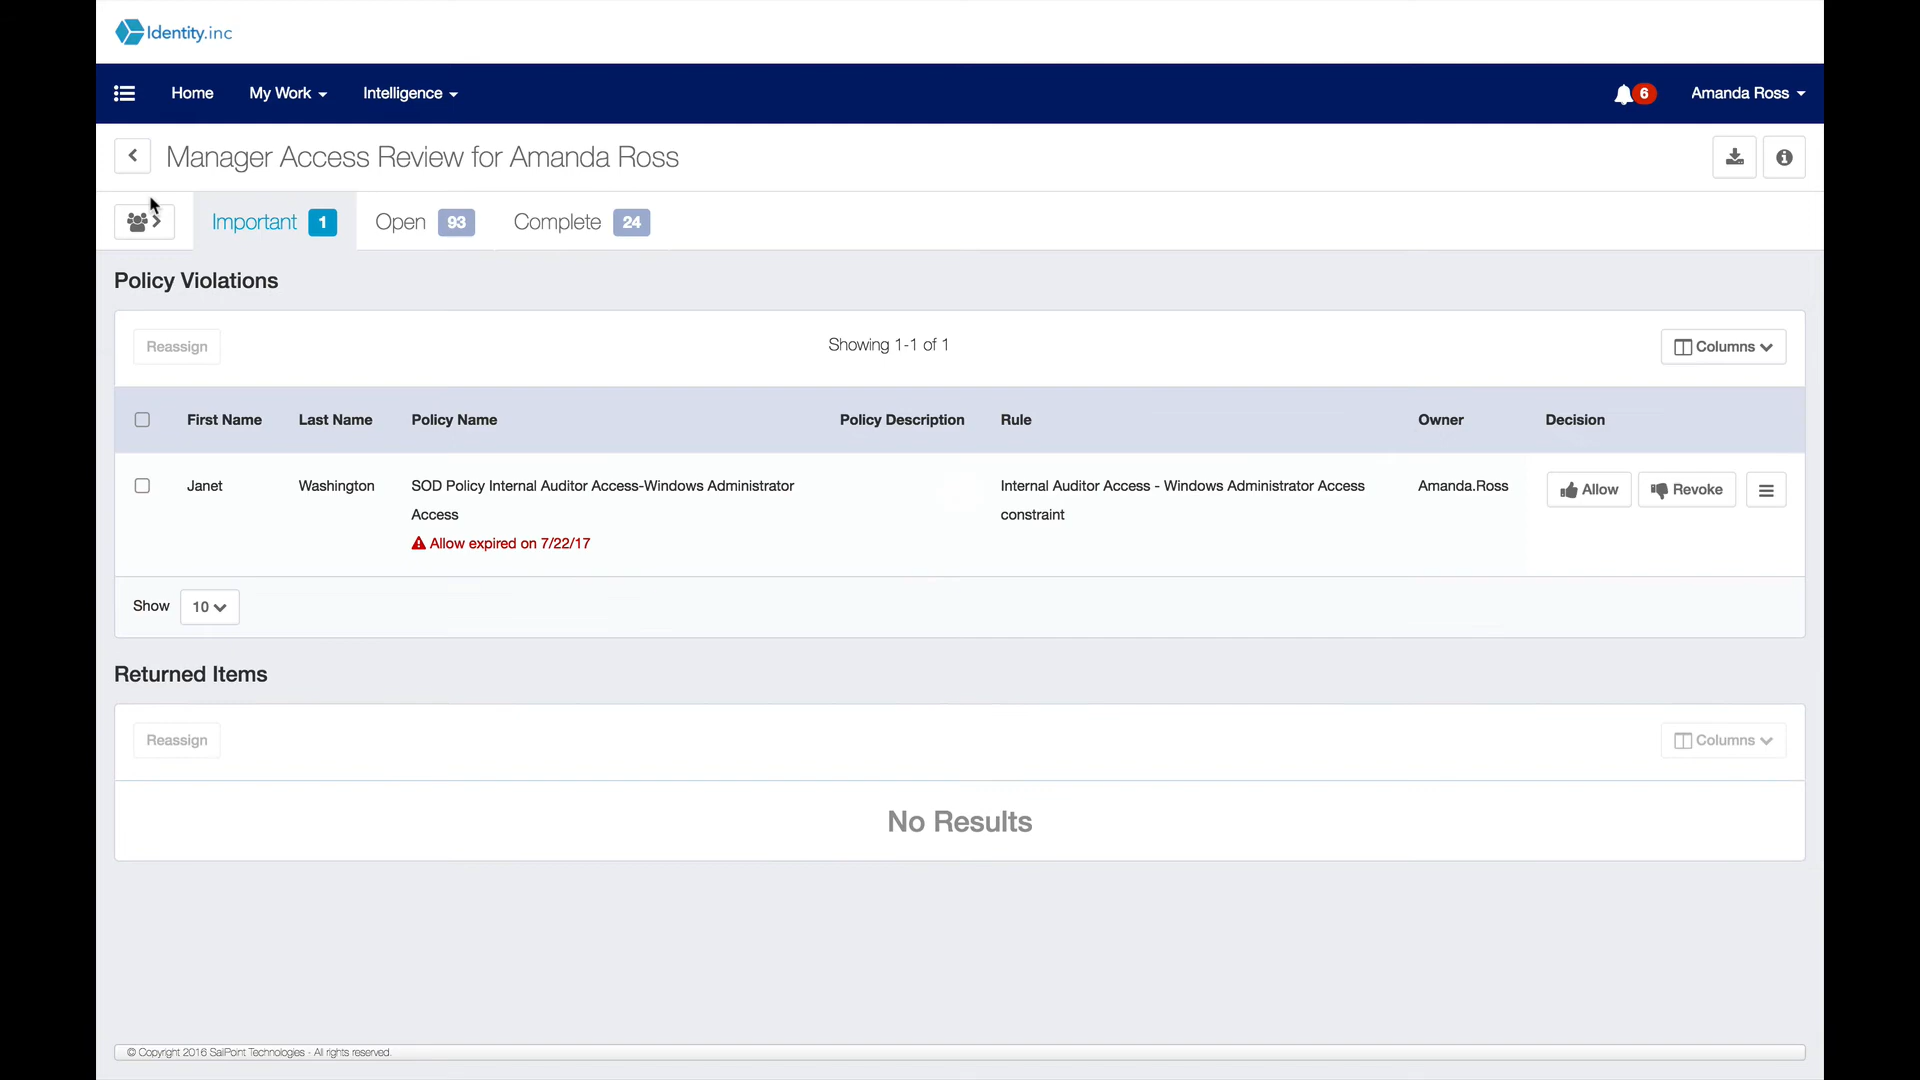 Identity.inc
Home My Work Intelligence 6 Amanda Ross
Manager Access Review for Amanda Ross
Important 1 Open 93 Complete 24
Policy Violations
Reassign Showing 1-1 of 1 Columns
First Name Last Name Policy Name Policy Description Rule Owner Decision
Janet Washington SOD Policy Internal Auditor Access-Windows Administrator Internal Auditor Access - Windows Administrator Access Amanda.Ross Allow Revoke
Access constraint
Allow expired on 7/22/17
Show 10
Returned Items
Reassign Columns
No Results
© Copyright 2016 SailPoint Technologies - All rights reserved.